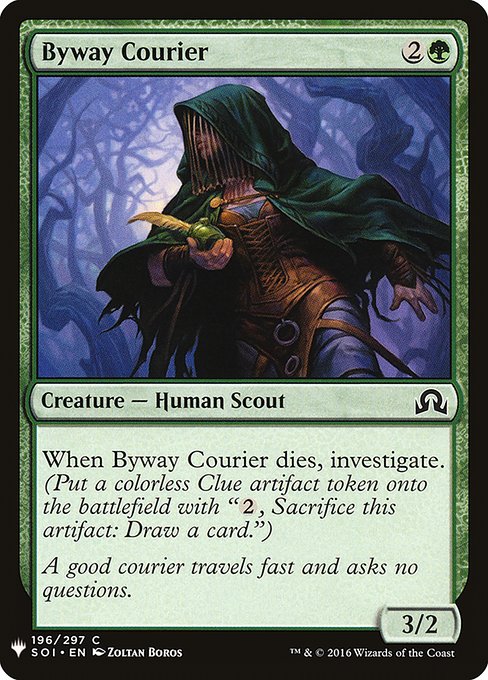 Byway Courier 2
Creature — Human Scout
When Byway Courier dies, investigate.
(Put a colorless Clue artifact token onto
the battlefield with “2, Sacrifice this
artifact: Draw a card.”)
A good courier travels fast and asks no
questions.
3/2
196/297 C
SOI • EN Zoltan Boros
™ & © 2016 Wizards of the Coast